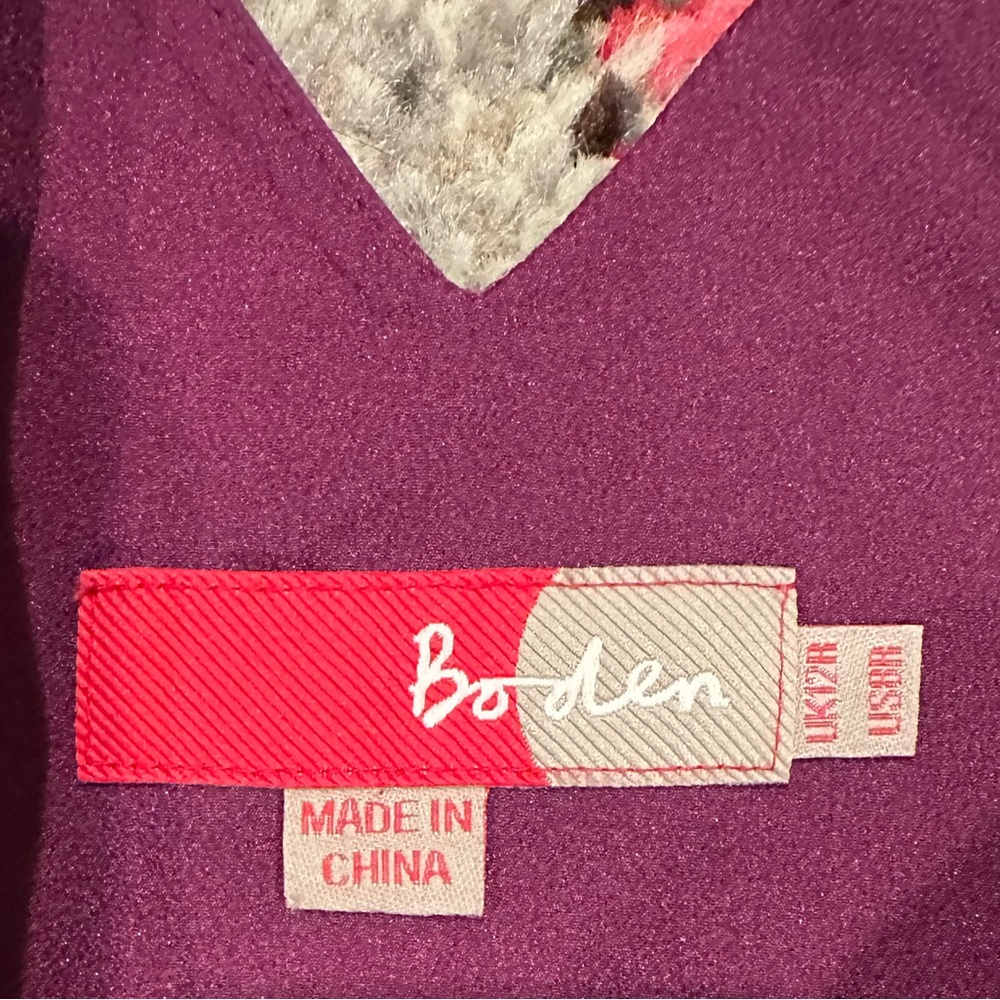 Boden
UK12R
US8R
MADE IN
CHINA